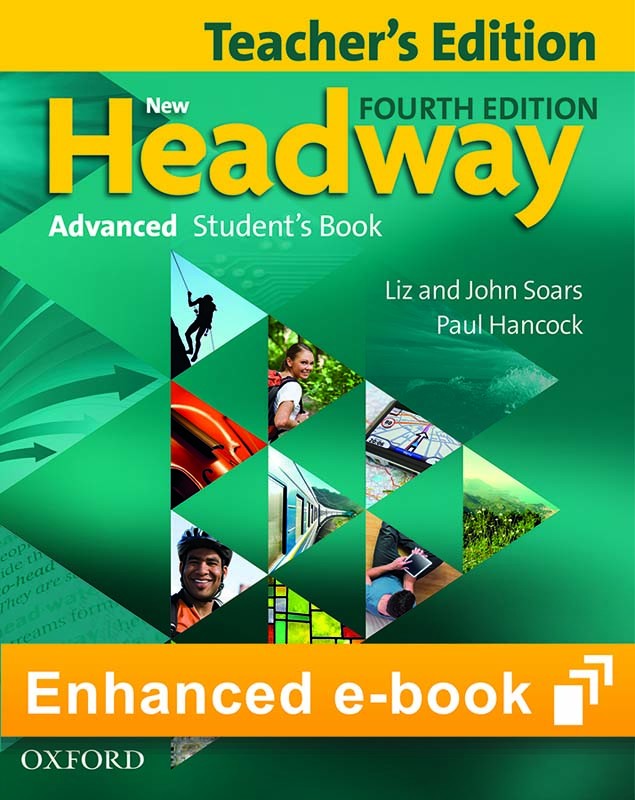 Teacher's Edition
New
FOURTH EDITION
Headway
Advanced Student's Book
Liz and John Soars
Paul Hancock
Enhanced e-book
OXFORD